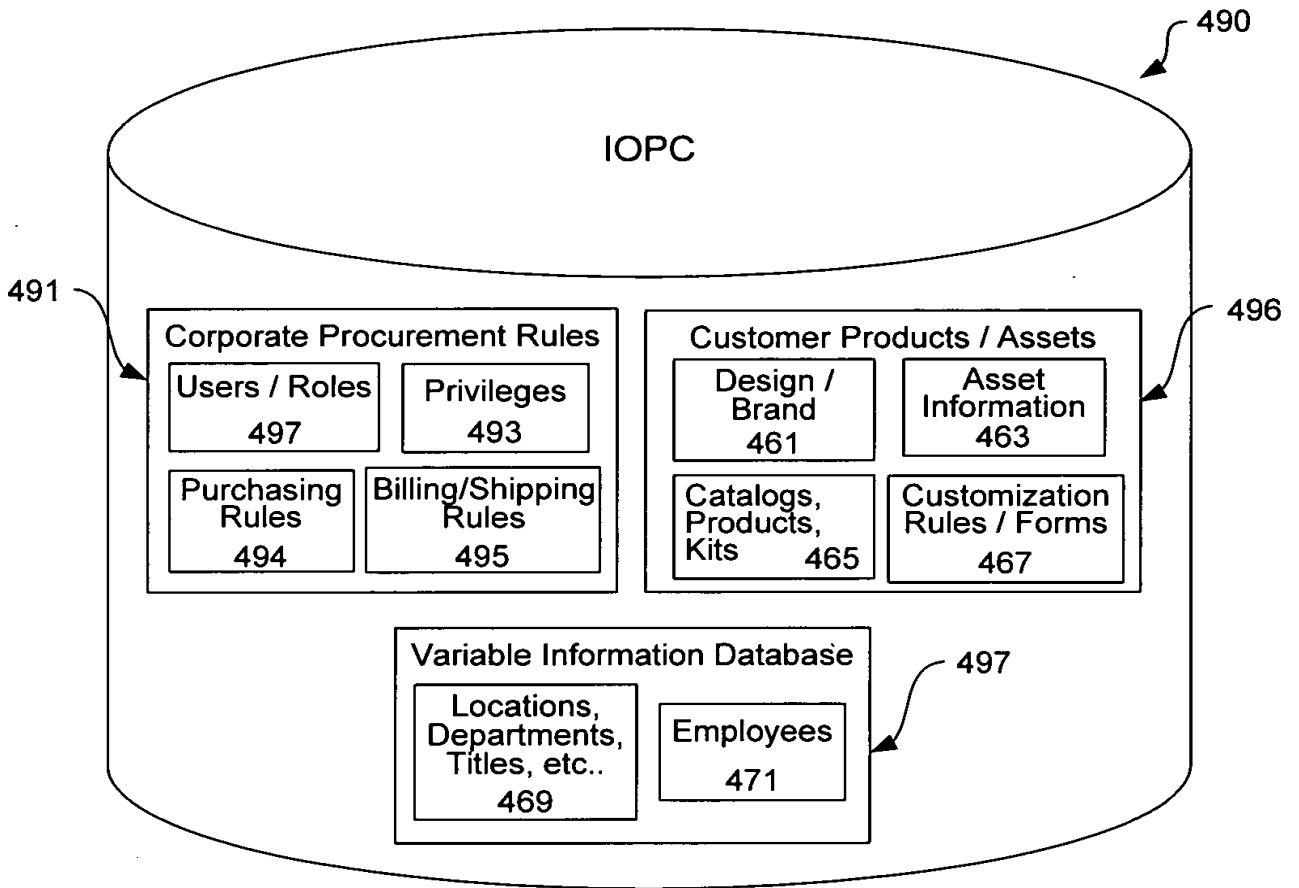 490
IOPC
491
Corporate Procurement Rules
Users / Roles
497
Privileges
493
Purchasing
Rules
494
Billing/Shipping
Rules
495
496
Customer Products / Assets
Design /
Brand
461
Asset
Information
463
Catalogs,
Products,
Kits
465
Customization
Rules / Forms
467
Variable Information Database
497
Locations,
Departments,
Titles, etc..
469
Employees
471